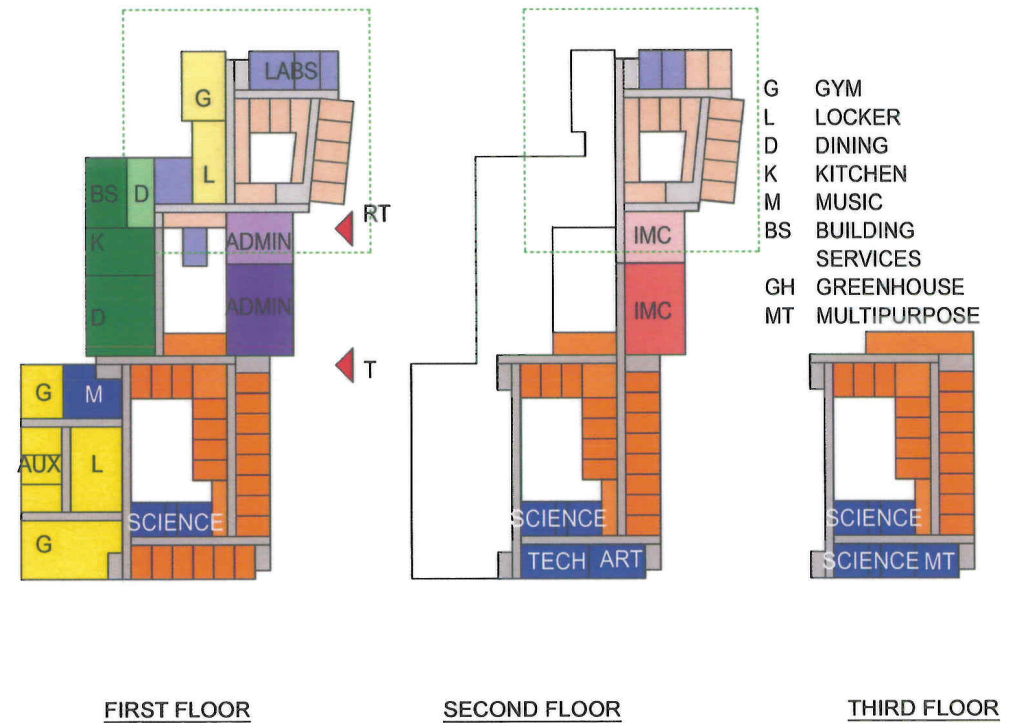 LABS
G
L
BS
D
K
D
ADMIN
ADMIN
RT
T
G
M
AUX
L
G
SCIENCE
IMC
IMC
SCIENCE
TECH
ART
G GYM
L LOCKER
D DINING
K KITCHEN
M MUSIC
BS BUILDING
SERVICES
GH GREENHOUSE
MT MULTIPURPOSE
SCIENCE
SCIENCE MT
FIRST FLOOR
SECOND FLOOR
THIRD FLOOR